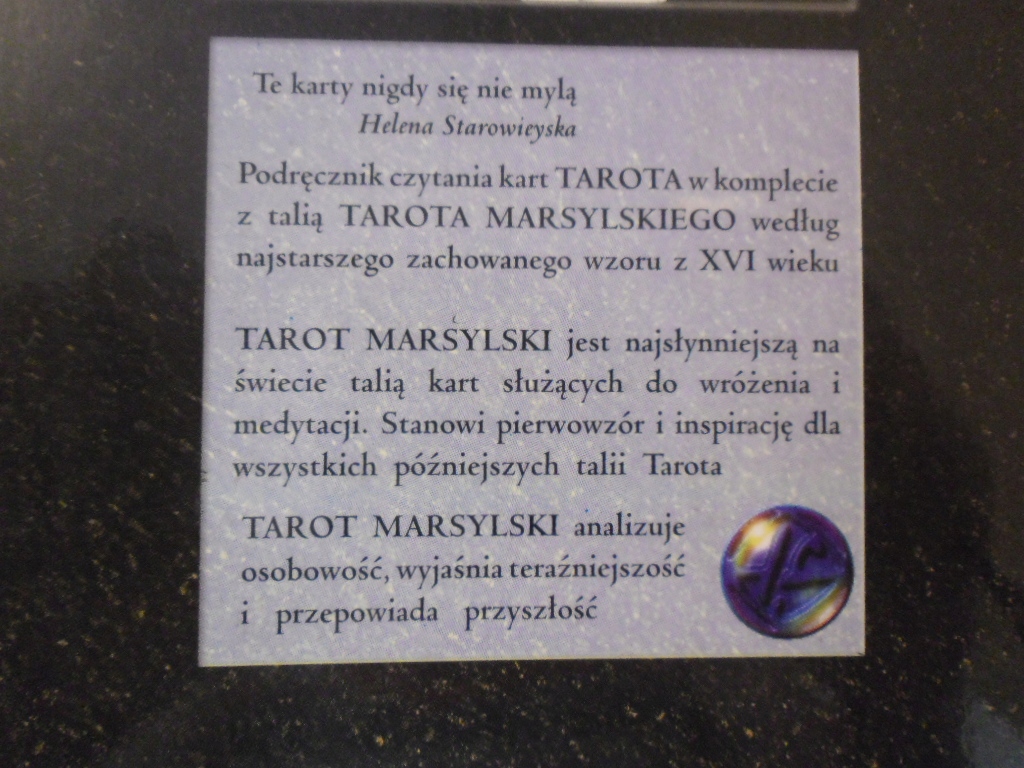 Te karty nigdy się nie mylą
Helena Starowieyska
Podręcznik czytania kart TAROTA w komplecie
z talią TAROTA MARSYLSKIEGO według
najstarszego zachowanego wzoru z XVI wieku
TAROT MARSYLSKI jest najsłynniejszą na
świecie talią kart służących do wróżenia i
medytacji. Stanowi pierwowzór i inspirację dla
wszystkich późniejszych talii Tarota
TAROT MARSYLSKI analizuje
osobowość, wyjaśnia teraźniejszość
i przepowiada przyszłość